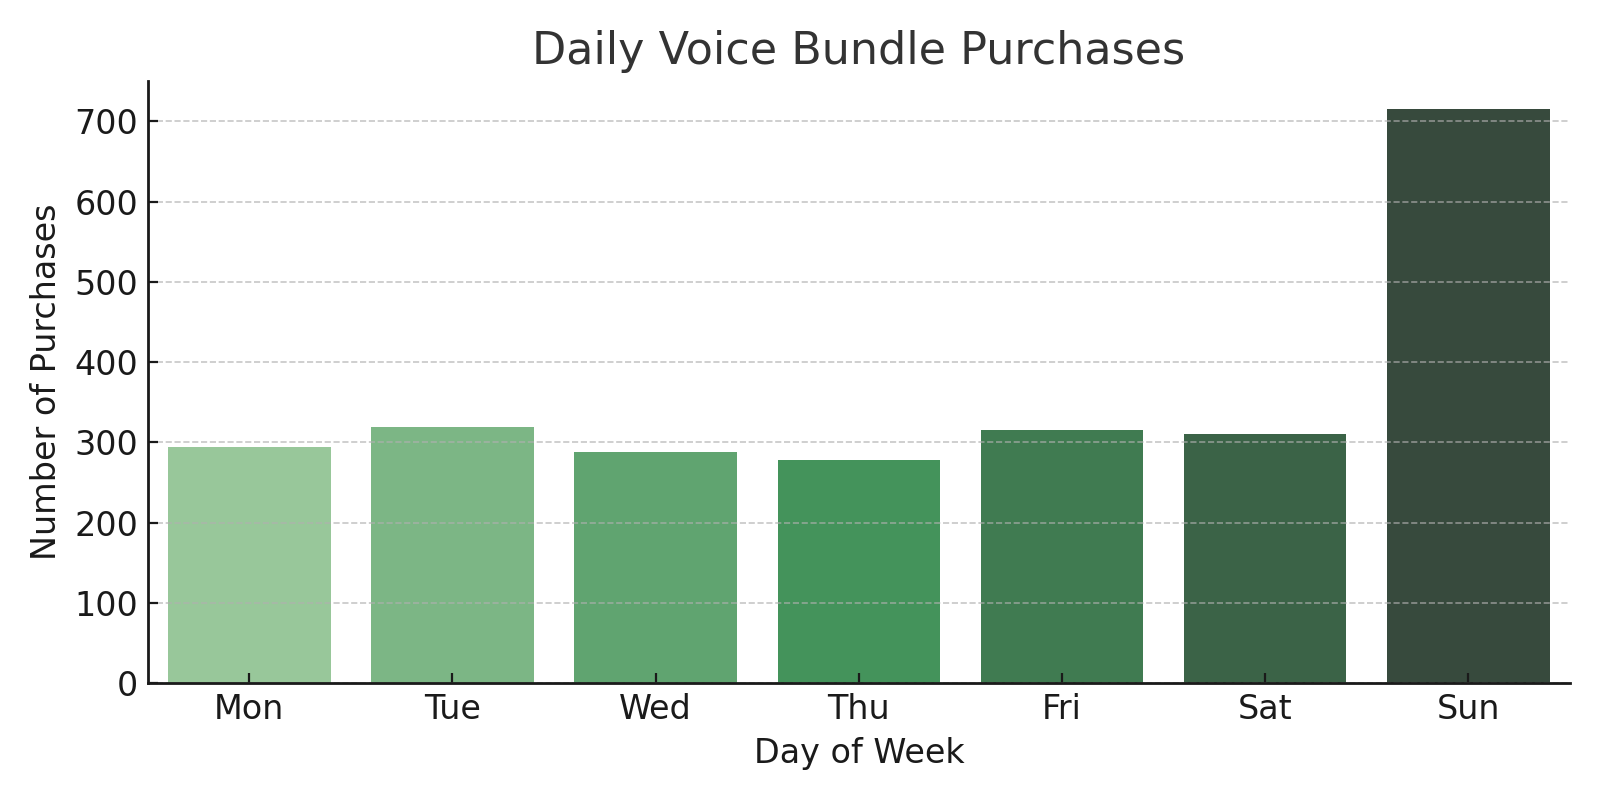 Daily Voice Bundle Purchases
Number of Purchases
700
600
500
400
300
200
100
0
Mon Tue Wed Thu Fri Sat Sun
Day of Week